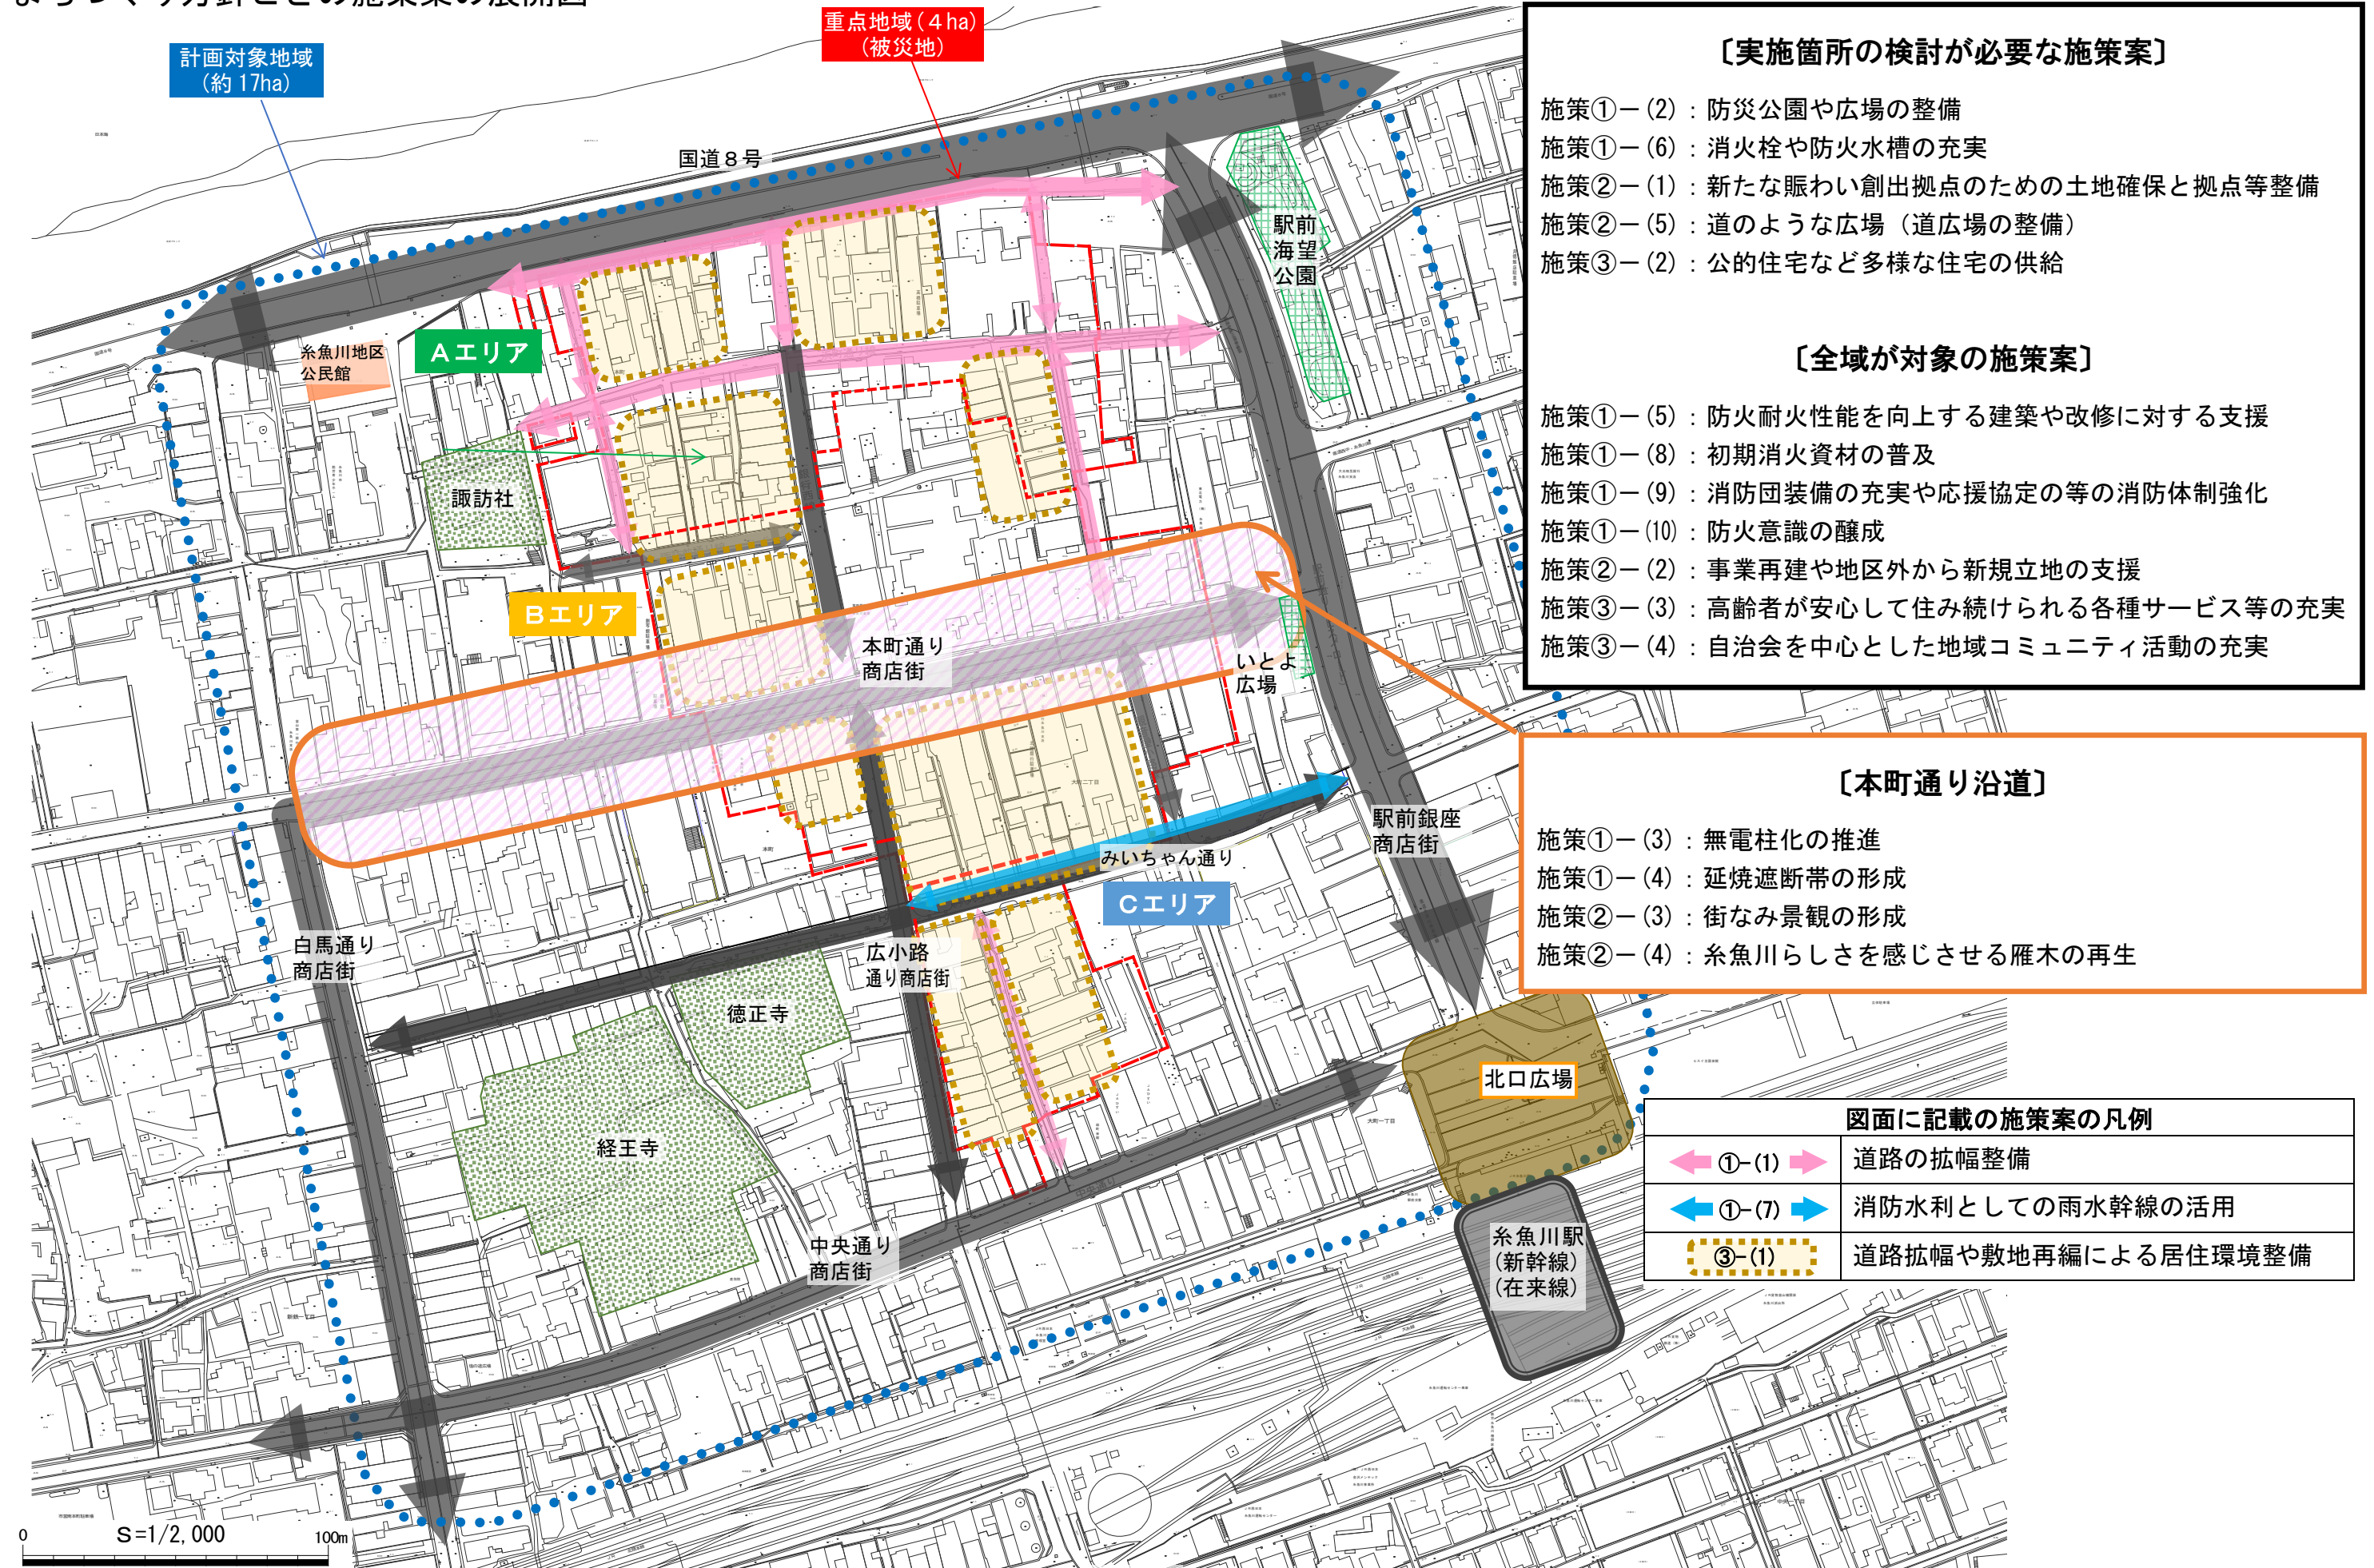 まちづくり方針ごとの施策案の展開図
計画対象地域
(約17ha)
重点地域(4ha)
(被災地)
国道8号
駅前
海望
公園
糸魚川地区
公民館
Aエリア
諏訪社
Bエリア
本町通り
商店街
いとよ
広場
駅前銀座
商店街
みいちゃん通り
Cエリア
白馬通り
商店街
広小路
通り商店街
徳正寺
経王寺
北口広場
中央通り
商店街
糸魚川駅
(新幹線)
(在来線)
〔実施箇所の検討が必要な施策案〕
施策①-(2):防災公園や広場の整備
施策①-(6):消火栓や防火水槽の充実
施策②-(1):新たな賑わい創出拠点のための土地確保と拠点等整備
施策②-(5):道のような広場(道広場の整備)
施策③-(2):公的住宅など多様な住宅の供給
〔全域が対象の施策案〕
施策①-(5):防火耐火性能を向上する建築や改修に対する支援
施策①-(8):初期消火資材の普及
施策①-(9):消防団装備の充実や応援協定の等の消防体制強化
施策①-(10):防火意識の醸成
施策②-(2):事業再建や地区外から新規立地の支援
施策③-(3):高齢者が安心して住み続けられる各種サービス等の充実
施策③-(4):自治会を中心とした地域コミュニティ活動の充実
〔本町通り沿道〕
施策①-(3):無電柱化の推進
施策①-(4):延焼遮断帯の形成
施策②-(3):街なみ景観の形成
施策②-(4):糸魚川らしさを感じさせる雁木の再生
図面に記載の施策案の凡例
①-(1) 道路の拡幅整備
①-(7) 消防水利としての雨水幹線の活用
③-(1) 道路拡幅や敷地再編による居住環境整備
0 S=1/2,000 100m